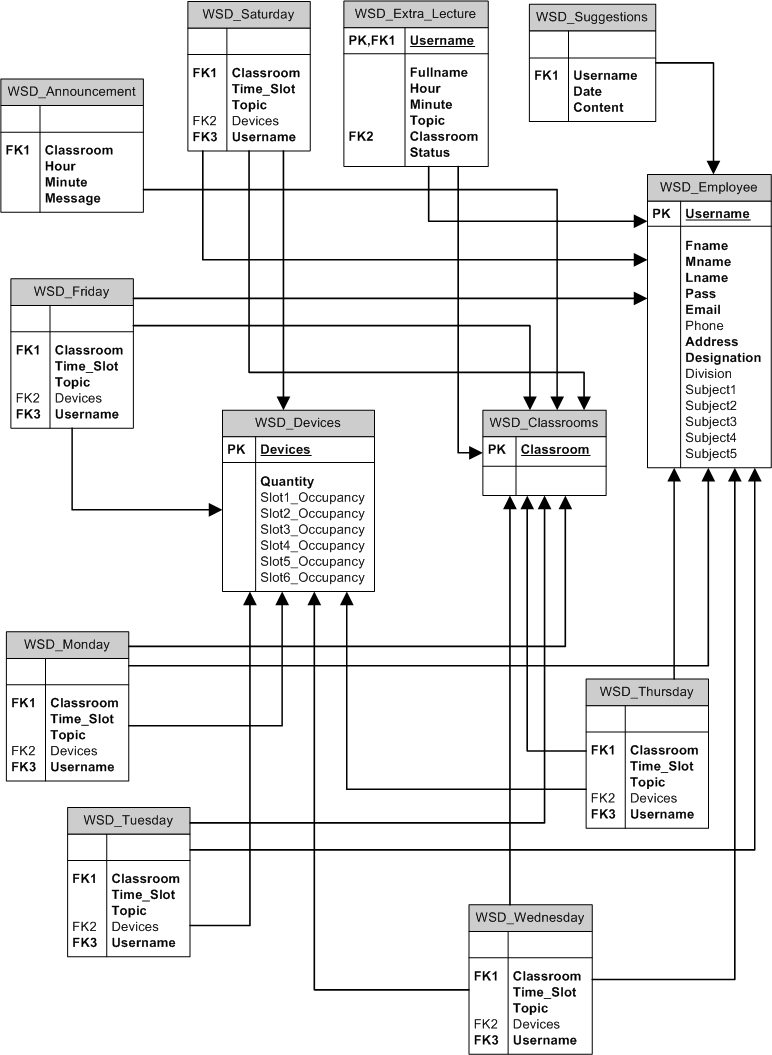 WSD_Saturday
FK1 Classroom
Time_Slot
Topic
FK2 Devices
FK3 Username
WSD_Extra_Lecture
PK,FK1 Username
Fullname
Hour
Minute
Topic
FK2 Classroom
Status
WSD_Suggestions
FK1 Username
Date
Content
WSD_Announcement
FK1 Classroom
Hour
Minute
Message
WSD_Employee
PK Username
Fname
Mname
Lname
Pass
Email
Phone
Address
Designation
Division
Subject1
Subject2
Subject3
Subject4
Subject5
WSD_Friday
FK1 Classroom
Time_Slot
Topic
FK2 Devices
FK3 Username
WSD_Devices
PK Devices
Quantity
Slot1_Occupancy
Slot2_Occupancy
Slot3_Occupancy
Slot4_Occupancy
Slot5_Occupancy
Slot6_Occupancy
WSD_Classrooms
PK Classroom
WSD_Monday
FK1 Classroom
Time_Slot
Topic
FK2 Devices
FK3 Username
WSD_Thursday
FK1 Classroom
Time_Slot
Topic
FK2 Devices
FK3 Username
WSD_Tuesday
FK1 Classroom
Time_Slot
Topic
FK2 Devices
FK3 Username
WSD_Wednesday
FK1 Classroom
Time_Slot
Topic
FK2 Devices
FK3 Username